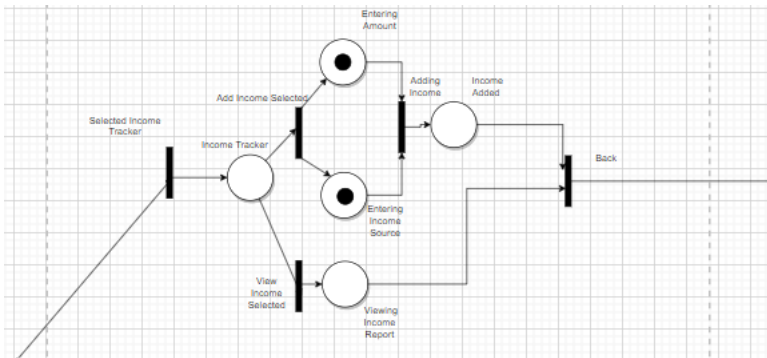 Entering
Amount
Adding
Income
Income
Added
Add Income Selected
Selected Income
Tracker
Income Tracker
Back
Entering
Income
Source
View
Income
Selected
Viewing
Income
Report